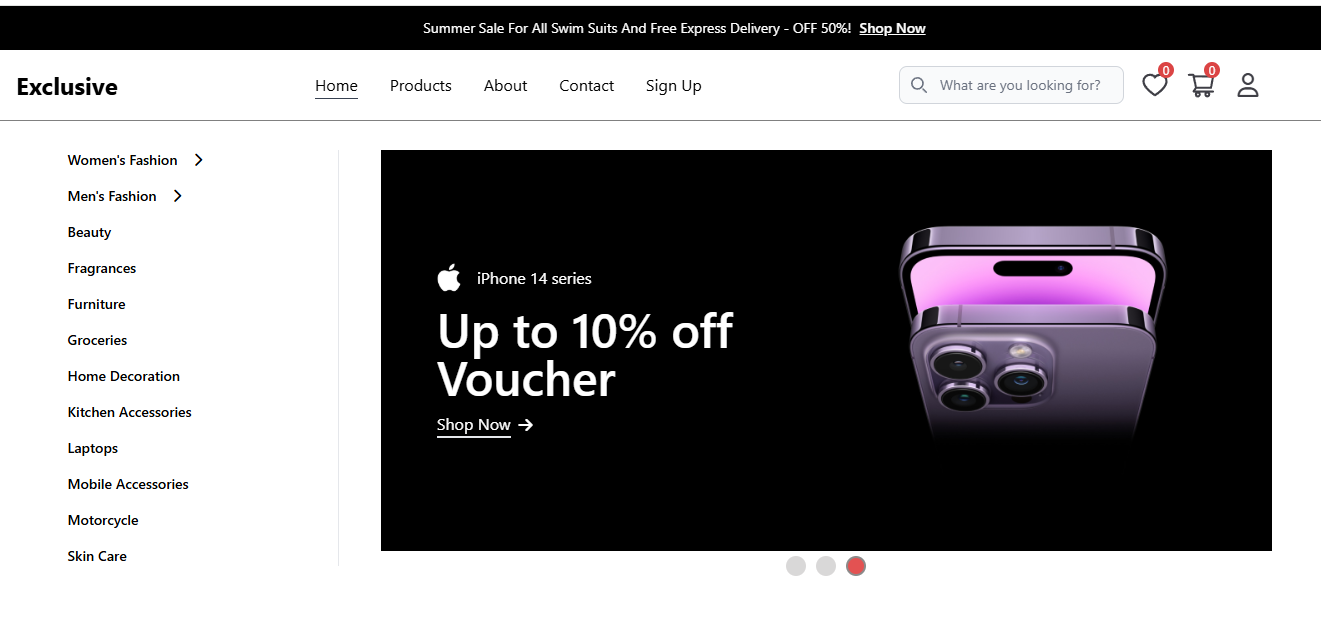 Summer Sale For All Swim Suits And Free Express Delivery - OFF 50%! Shop Now
Exclusive
Home Products About Contact Sign Up
What are you looking for? 0 0
Women's Fashion
Men's Fashion
Beauty
Fragrances
Furniture
Groceries
Home Decoration
Kitchen Accessories
Laptops
Mobile Accessories
Motorcycle
Skin Care
iPhone 14 series
Up to 10% off
Voucher
Shop Now